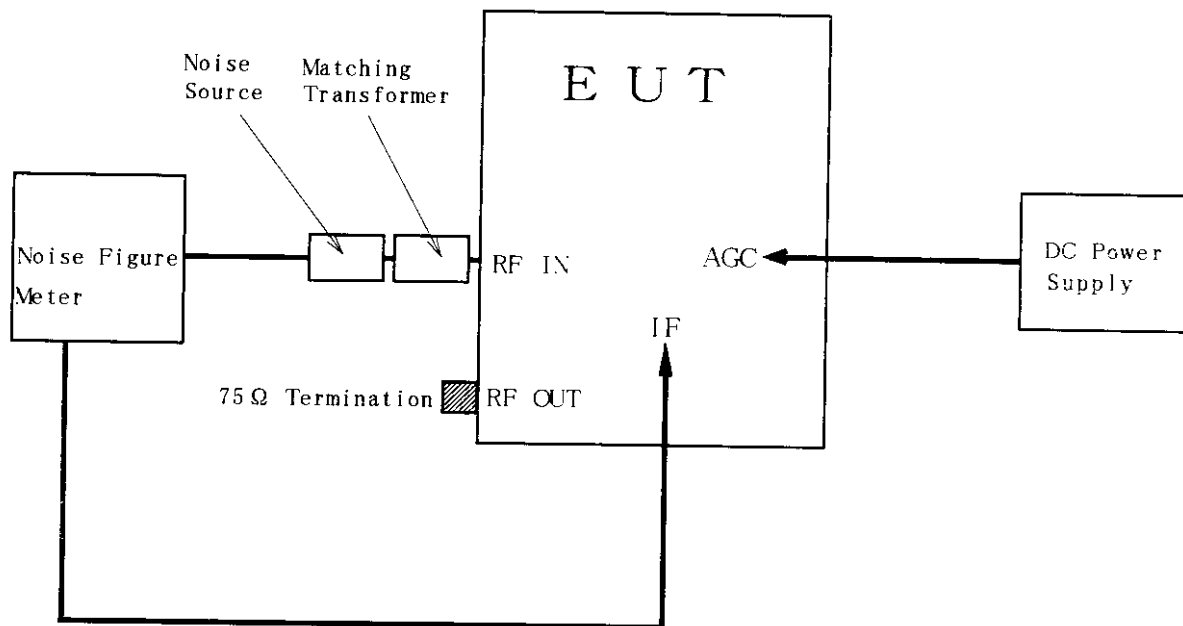 Noise
Source
Matching
Transformer
E U T
Noise Figure
Meter
RF IN
AGC
DC Power
Supply
IF
75Ω Termination
RF OUT